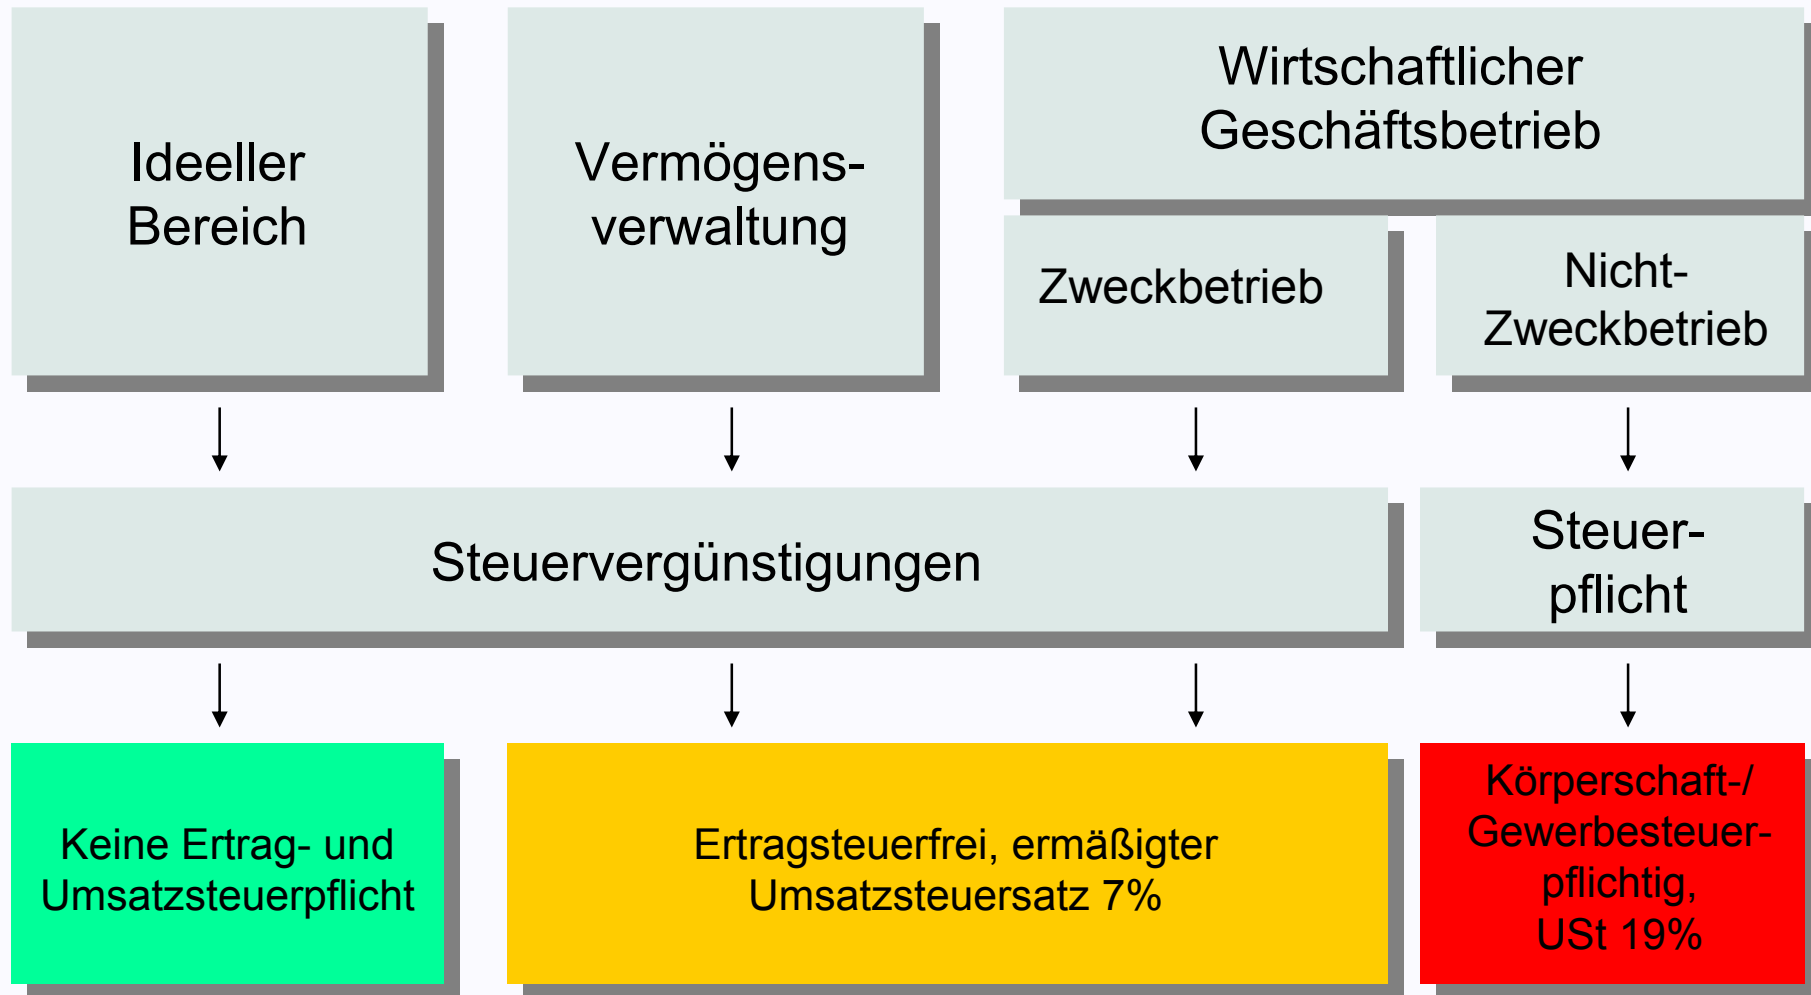 Ideeller
Bereich
Vermögens-
verwaltung
Wirtschaftlicher
Geschäftsbetrieb
Zweckbetrieb
Nicht-
Zweckbetrieb
Steuervergünstigungen
Steuer-
pflicht
Keine Ertrag- und
Umsatzsteuerpflicht
Ertragsteuerfrei, ermäßigter
Umsatzsteuersatz 7%
Körperschaft-/
Gewerbesteuer-
pflichtig,
USt 19%